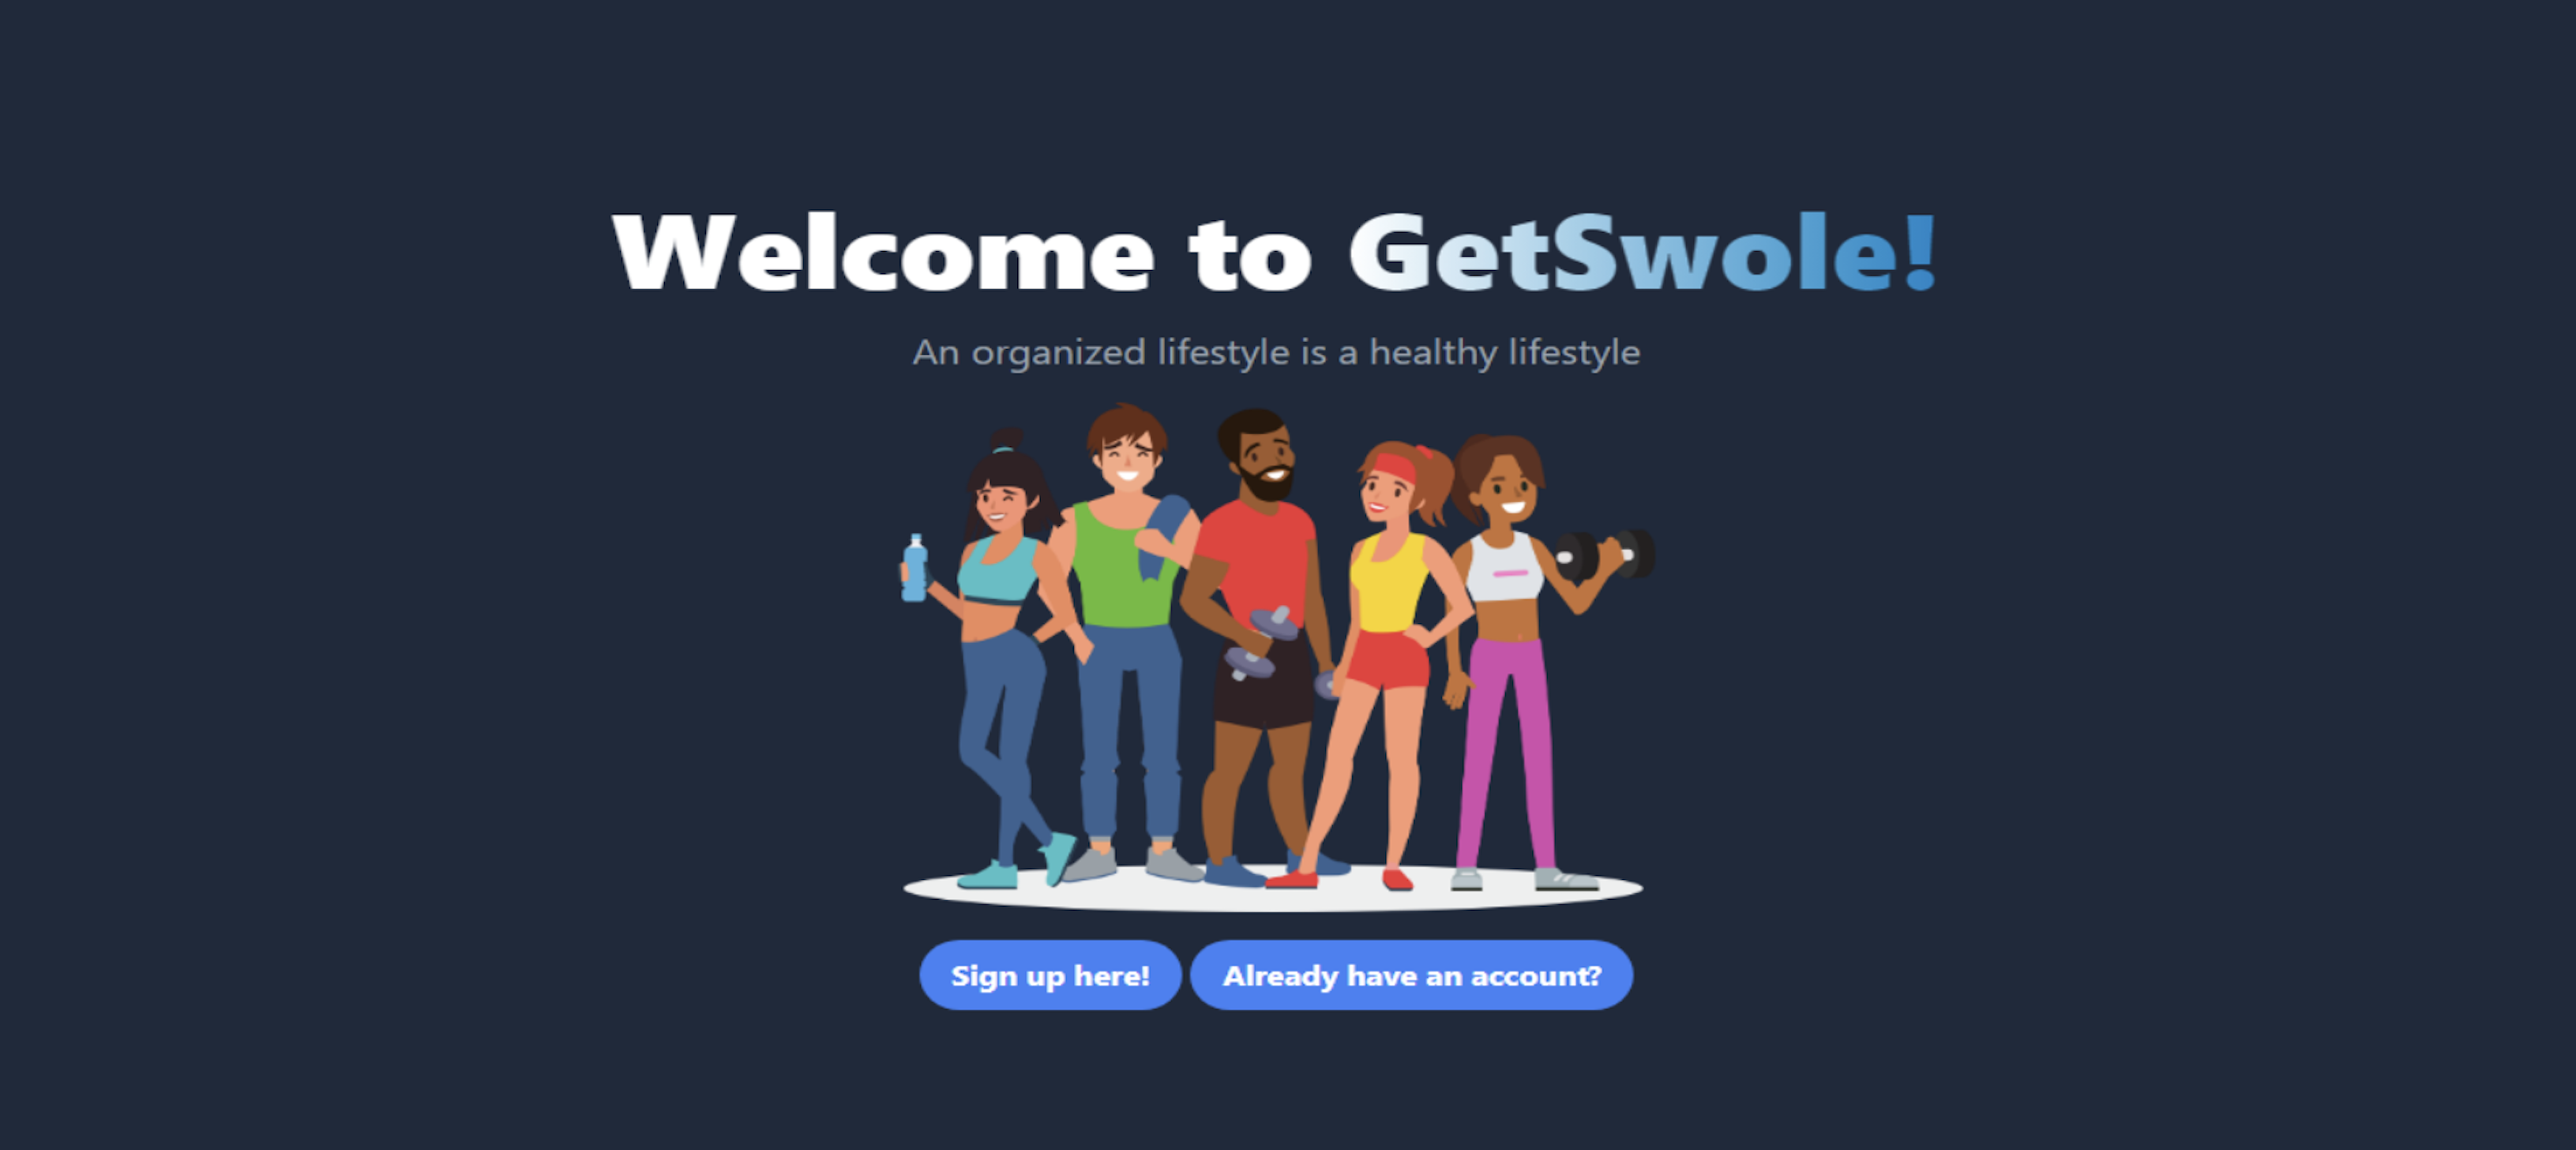 Welcome to GetSwole!
An organized lifestyle is a healthy lifestyle
Sign up here!
Already have an account?